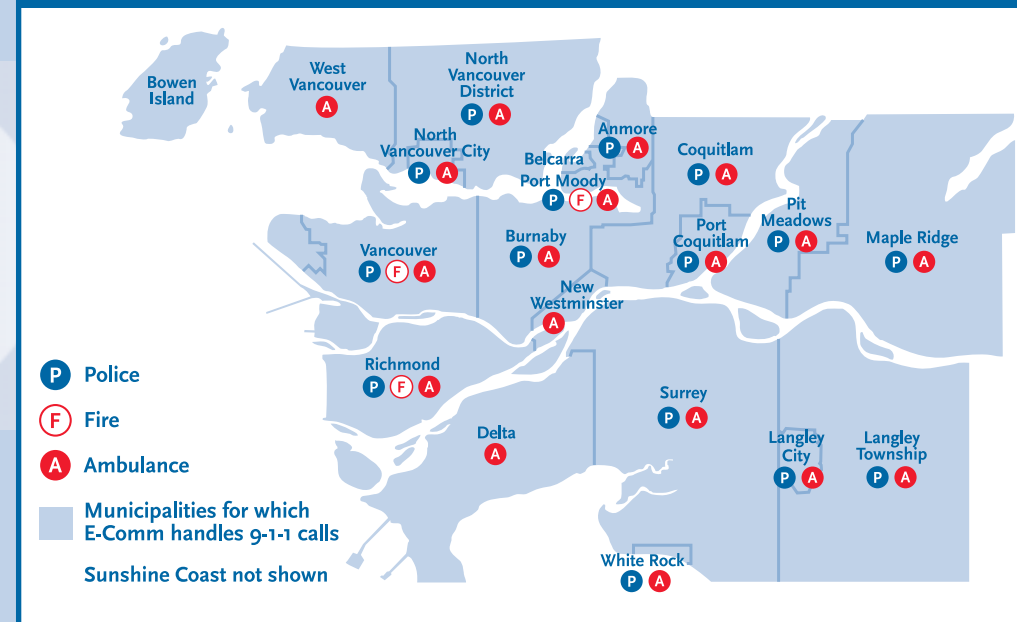 Bowen
Island
West
Vancouver
A
North
Vancouver
District
P A
North
Vancouver City
P A
Anmore
P A
Belcarra
Port Moody
P F A
Coquitlam
P A
Pit
Meadows
P A
Maple Ridge
P A
Port
Coquitlam
P A
Burnaby
P A
Vancouver
P F A
New
Westminster
A
Richmond
P F A
Delta
A
Surrey
P A
Langley
City
P A
Langley
Township
P A
White Rock
P A
P Police
F Fire
A Ambulance
Municipalities for which
E-Comm handles 9-1-1 calls
Sunshine Coast not shown